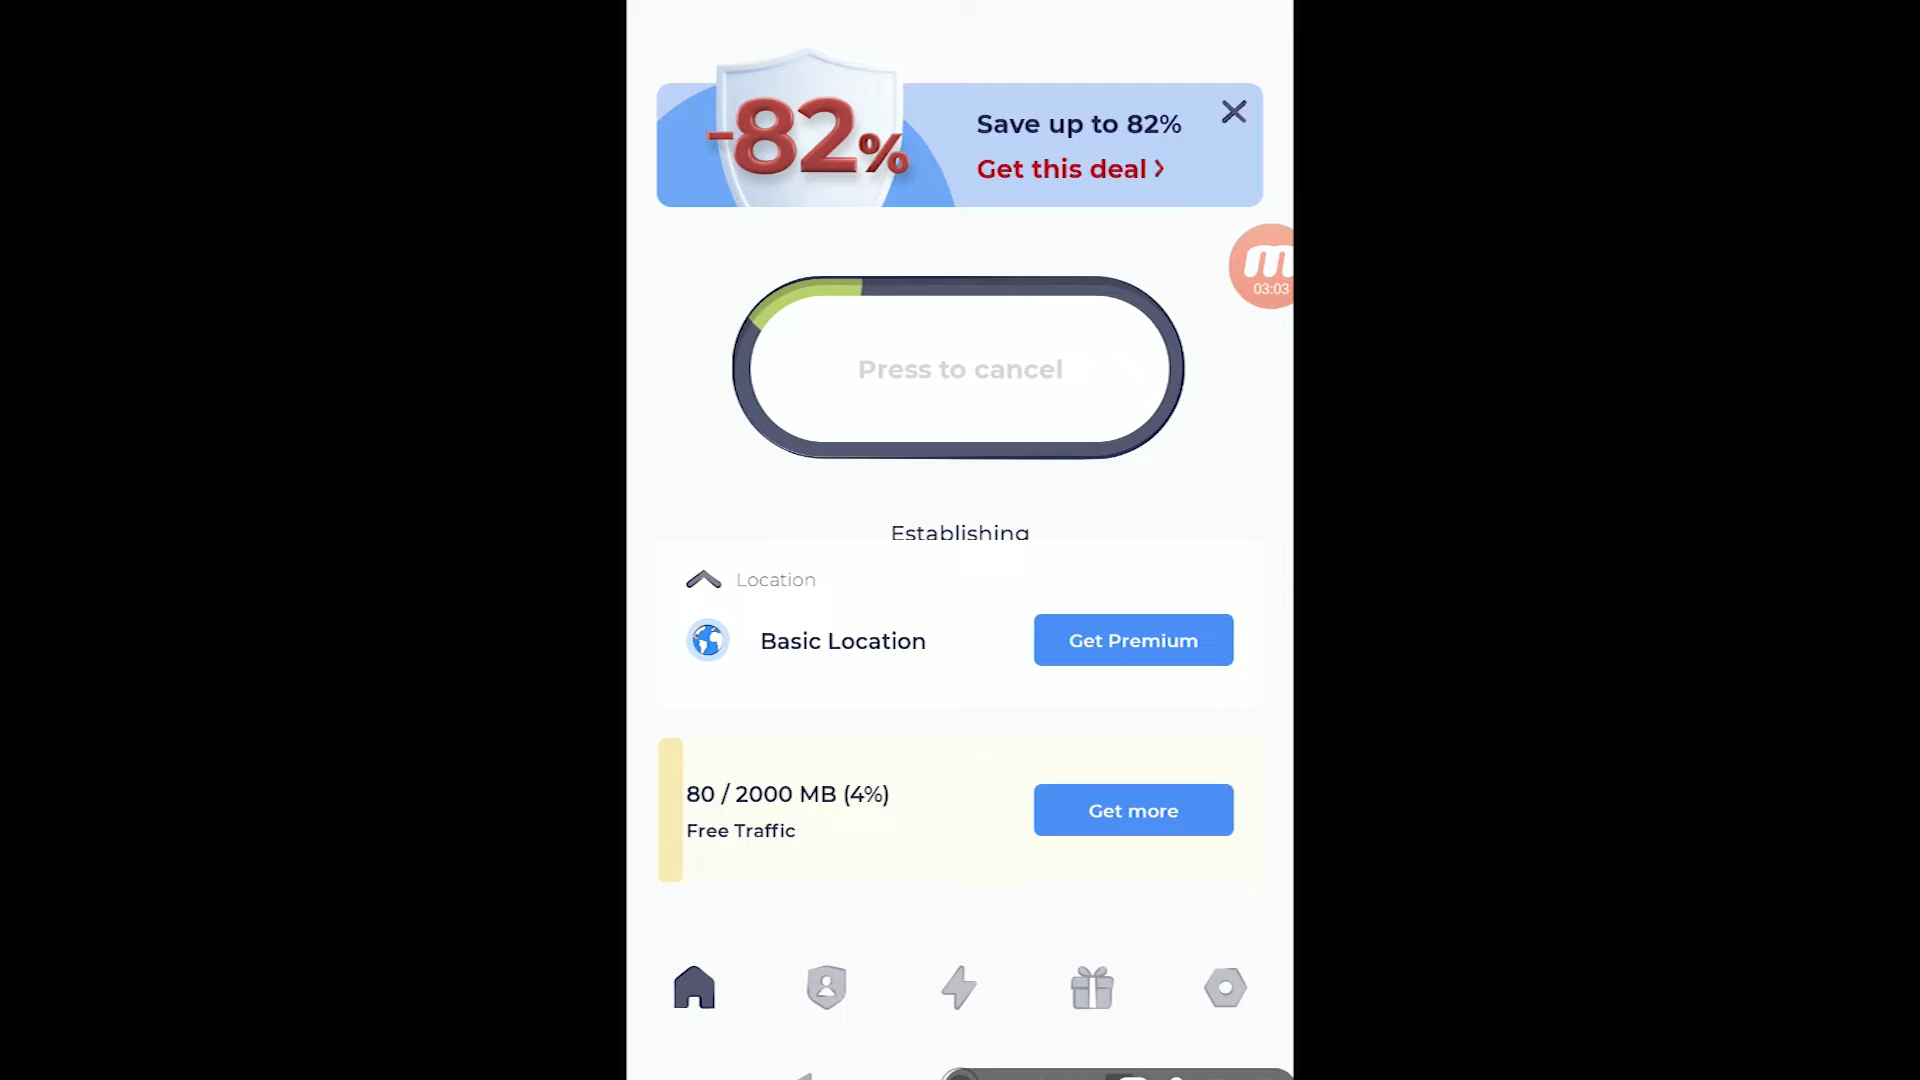 -82%
Save up to 82%
Get this deal ›
m
03:03
Press to cancel
Establishing
Location
Basic Location
Get Premium
80 / 2000 MB (4%)
Free Traffic
Get more